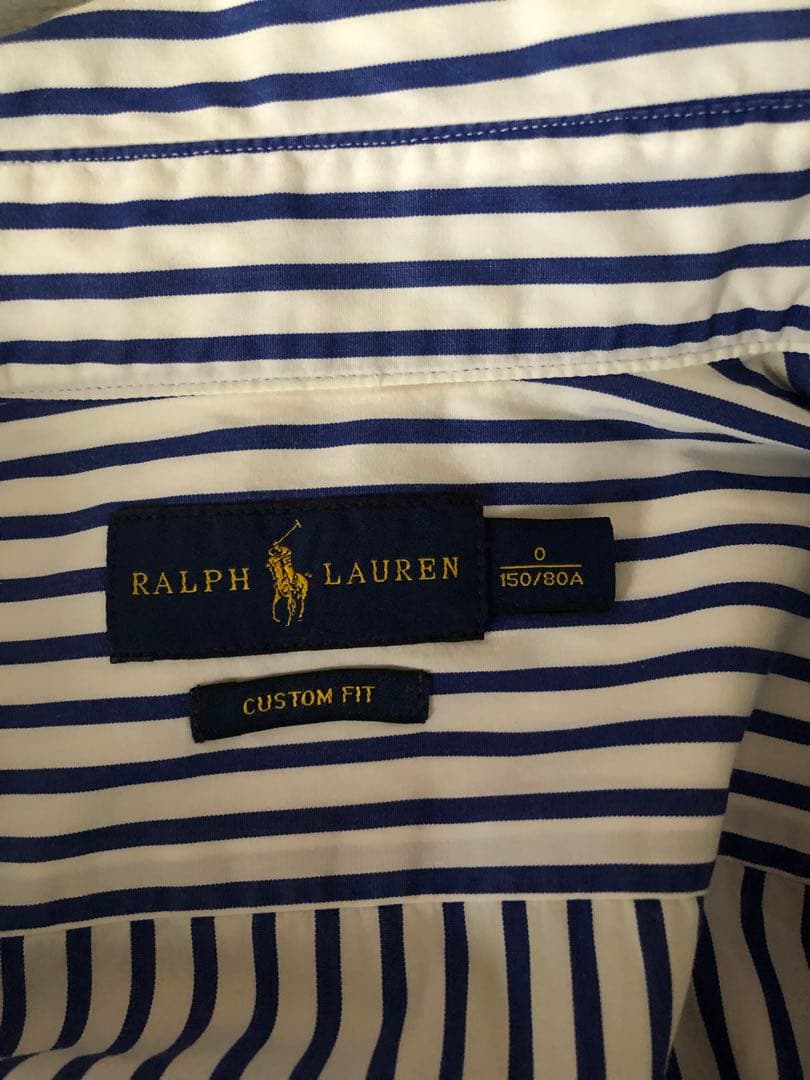 RALPH LAUREN
0
150/80A
CUSTOM FIT